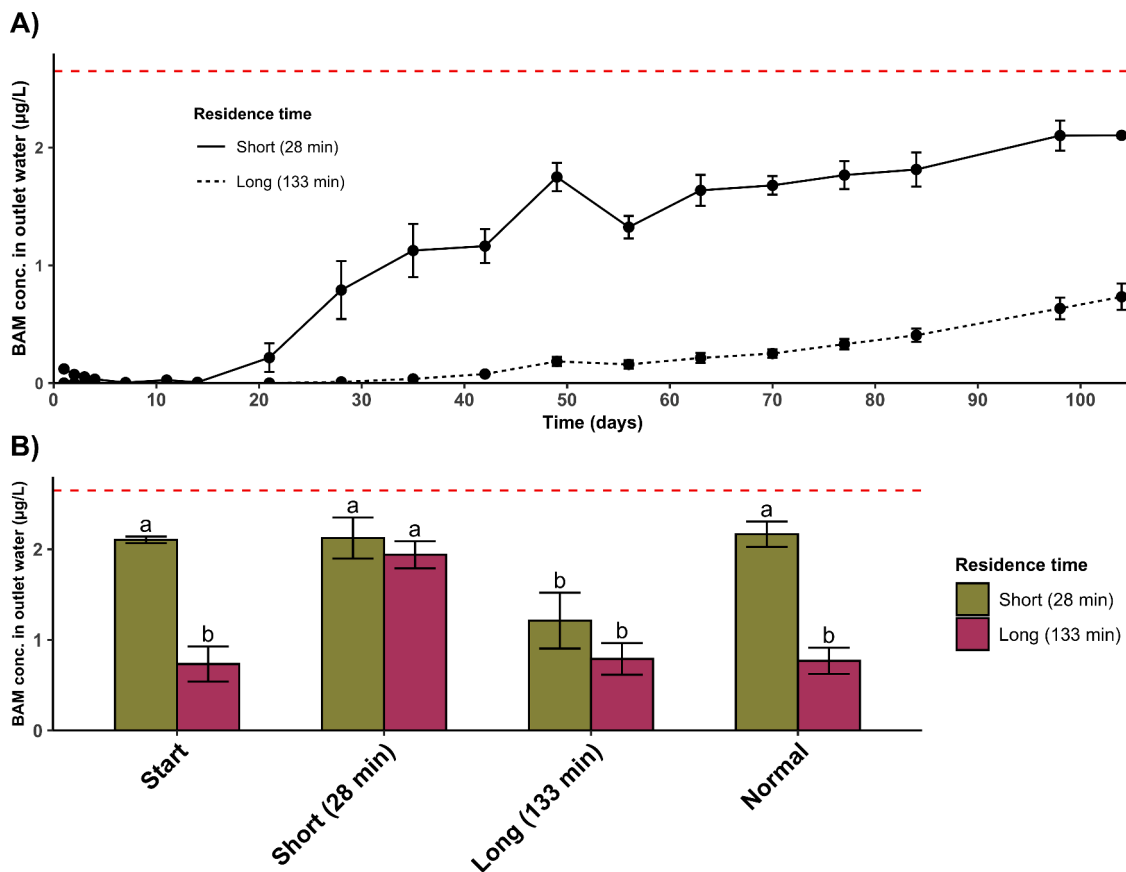 A)
BAM conc. in outlet water (µg/L)
2
1
0
Residence time
Short (28 min)
Long (133 min)
0 10 20 30 40 50 60 70 80 90 100
Time (days)
B)
BAM conc. in outlet water (µg/L)
2
1
0
a b a a b b a b
Start Short (28 min) Long (133 min) Normal
Residence time
Short (28 min)
Long (133 min)